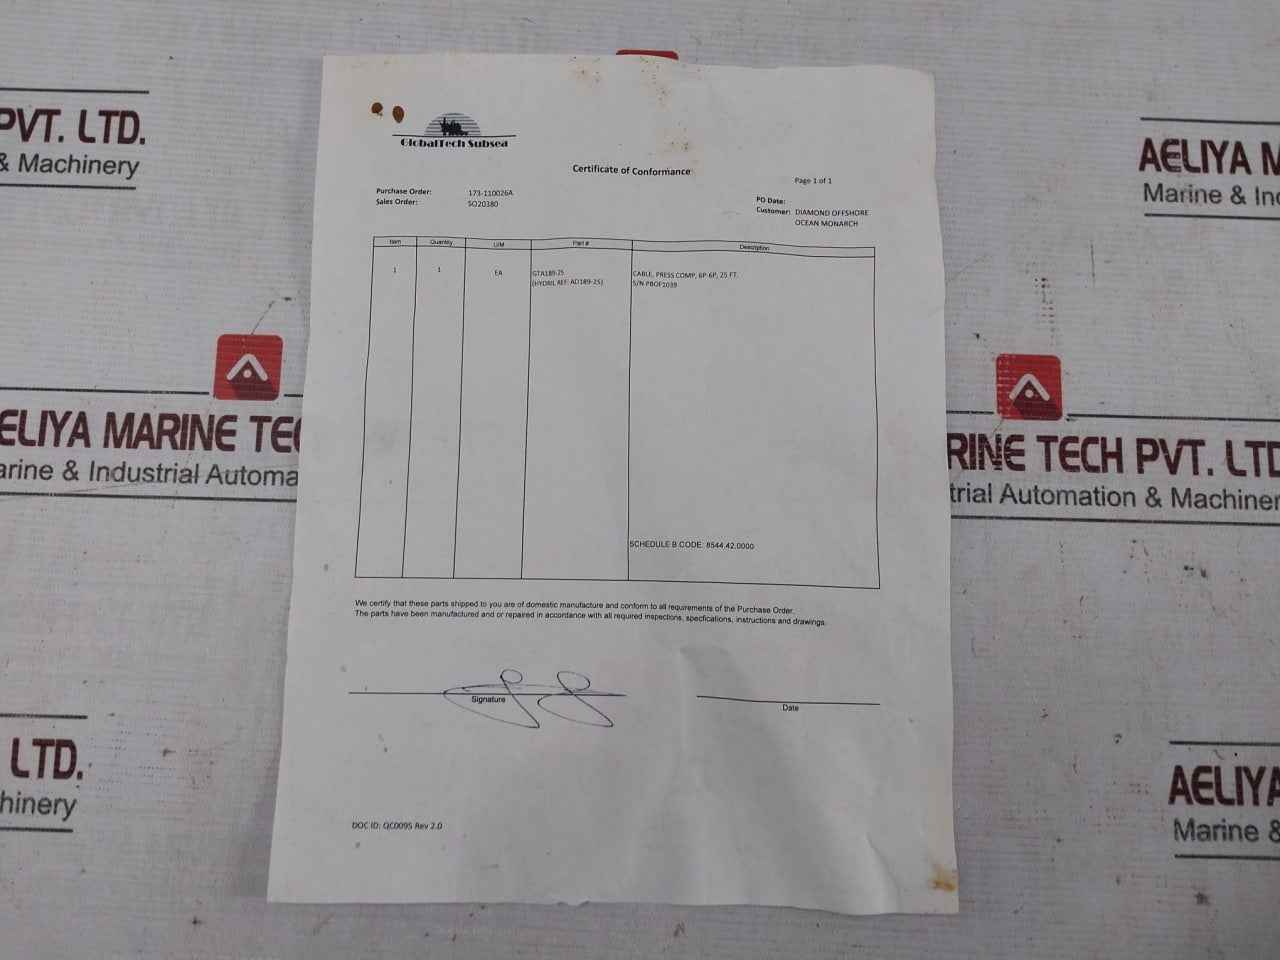 PVT. LTD.
& Machinery
AELIYA M
Marine & Ind
GlobalTech Subsea
Certificate of Conformance
Page 1 of 1
Purchase Order: 173-110026A
Sales Order: SO20380
PO Date:
Customer: DIAMOND OFFSHORE
OCEAN MONARCH
Item Quantity U/M Part # Description
1 1 EA GTA189-25 CABLE, PRESS COMP, 6P-6P, 25 FT.
(HYDRIL REF: AD189-25) S/N PBOF1039
SCHEDULE B CODE: 8544.42.0000
ELIYA MARINE TEC
arine & Industrial Automa
RINE TECH PVT. LTD
trial Automation & Machiner
We certify that these parts shipped to you are of domestic manufacture and conform to all requirements of the Purchase Order.
The parts have been manufactured and or repaired in accordance with all required inspections, specfications, instructions and drawings.
Signature
Date
DOC ID: QC0095 Rev 2.0
LTD.
hinery
AELIYA
Marine &